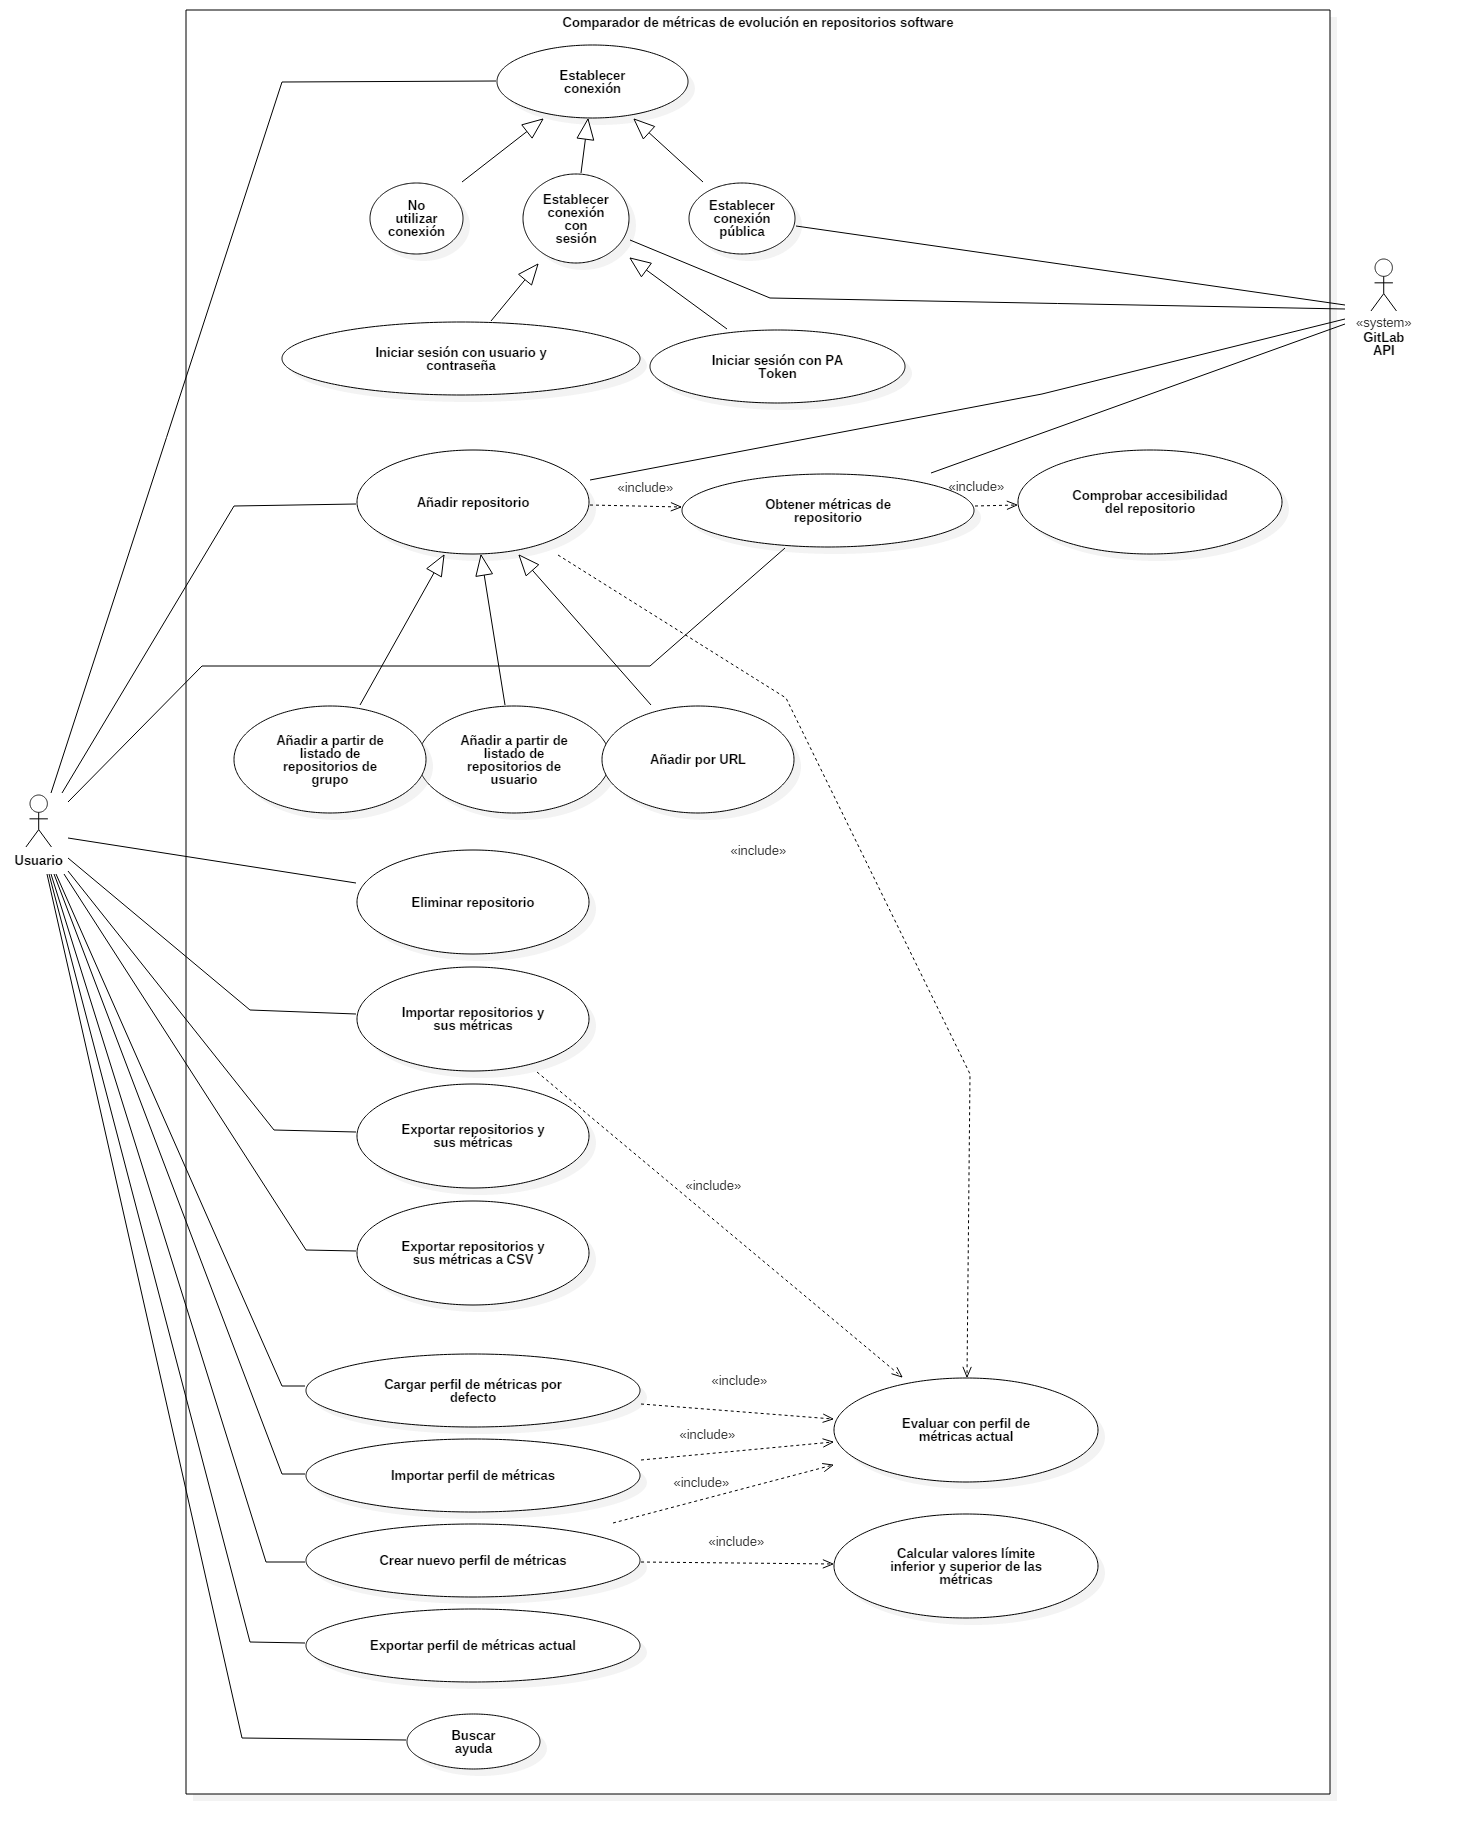 Comparador de métricas de evolución en repositorios software
Establecer
conexión
No
utilizar
conexión
Establecer
conexión
con
sesión
Establecer
conexión
pública
«system»
GitLab
API
Iniciar sesión con usuario y
contraseña
Iniciar sesión con PA
Token
Añadir repositorio
«include»
Obtener métricas de
repositorio
«include»
Comprobar accesibilidad
del repositorio
Añadir a partir de
listado de
repositorios de
grupo
Añadir a partir de
listado de
repositorios de
usuario
Añadir por URL
«include»
Usuario
Eliminar repositorio
Importar repositorios y
sus métricas
Exportar repositorios y
sus métricas
«include»
Exportar repositorios y
sus métricas a CSV
Cargar perfil de métricas por
defecto
«include»
Evaluar con perfil de
métricas actual
«include»
Importar perfil de métricas
«include»
Crear nuevo perfil de métricas
«include»
Calcular valores límite
inferior y superior de las
métricas
Exportar perfil de métricas actual
Buscar
ayuda